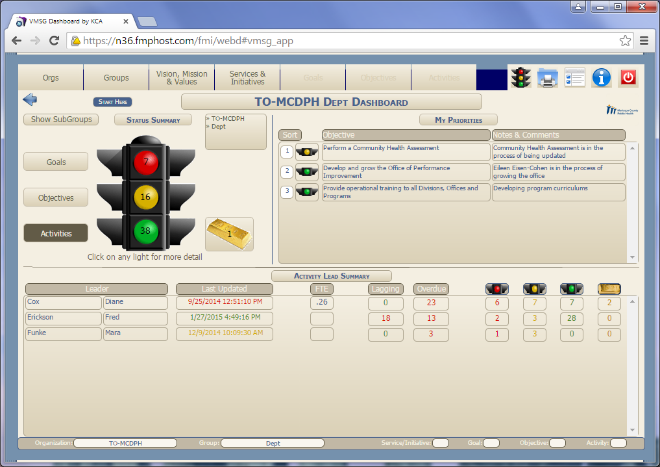 VMSG Dashboard by KCA
https://n36.fmphost.com/fmi/webd#vmsg_app
Orgs
Groups
Vision, Mission
& Values
Services &
Initiatives
Goals
Objectives
Activities
Start Here
TO-MCDPH Dept Dashboard
Show SubGroups
Status Summary
» TO-MCDPH
» Dept
My Priorities
Sort
Objective
Notes & Comments
1
Perform a Community Health Assessment
Community Health Assessment is in the
process of being updated
2
Develop and grow the Office of Performance
Improvement
Eileen Eisen-Cohen is in the process of
growing the office
3
Provide operational training to all Divisions, Offices and
Programs
Developing program curriculums
Goals
Objectives
Activities
7
16
38
1
Click on any light for more detail
Activity Lead Summary
Leader
Last Updated
FTE
Lagging
Overdue
Cox Diane 9/25/2014 12:51:10 PM .26 0 23 6 7 7 2
Erickson Fred 1/27/2015 4:49:16 PM 18 13 2 3 28 0
Funke Mara 12/9/2014 10:09:30 AM 0 3 1 3 0 0
Organization: TO-MCDPH Group: Dept Service/Initiative: Goal: Objective: Activity: